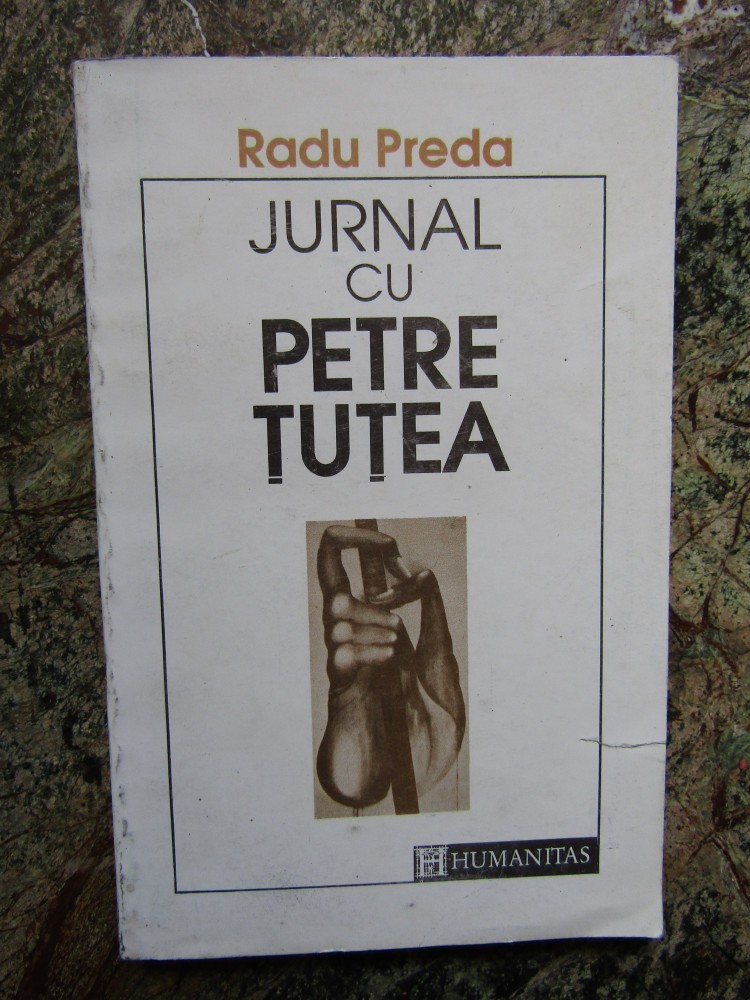 Radu Preda
JURNAL
CU
PETRE
ȚUȚEA
HUMANITAS